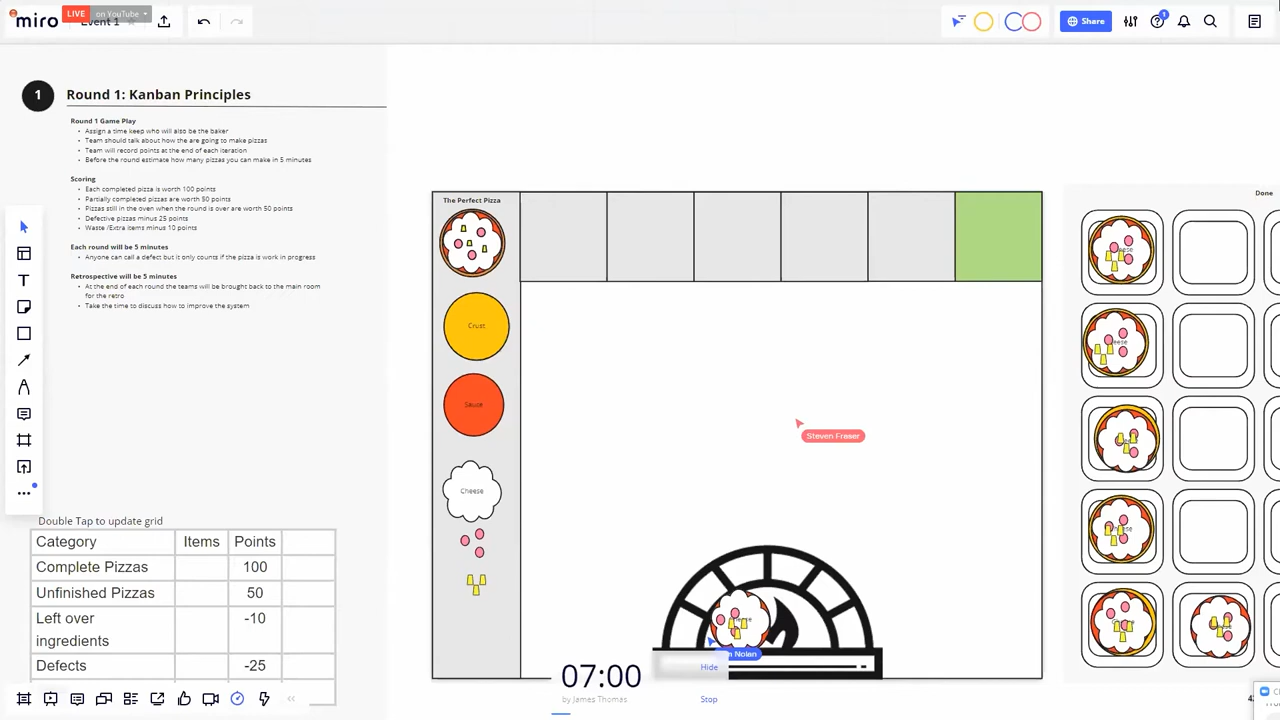 miro
LIVE on YouTube
Event 1
Share
1
1
Round 1: Kanban Principles
Round 1 Game Play
Assign a time keep who will also be the baker
Team should talk about how the are going to make pizzas
Team will record points at the end of each iteration
Before the round estimate how many pizzas you can make in 5 minutes
Scoring
Each completed pizza is worth 100 points
Partially completed pizzas are worth 50 points
Pizzas still in the oven when the round is over are worth 50 points
Defective pizzas minus 25 points
Waste /Extra items minus 10 points
Each round will be 5 minutes
Anyone can call a defect but it only counts if the pizza is work in progress
Retrospective will be 5 minutes
At the end of each round the teams will be brought back to the main room
for the retro
Take the time to discuss how to improve the system
Double Tap to update grid
Category Items Points
Complete Pizzas 100
Unfinished Pizzas 50
Left over -10
ingredients
Defects -25
The Perfect Pizza
Crust
Sauce
Cheese
Steven Fraser
Nolan
07:00
by James Thomas
Hide
Stop
Done